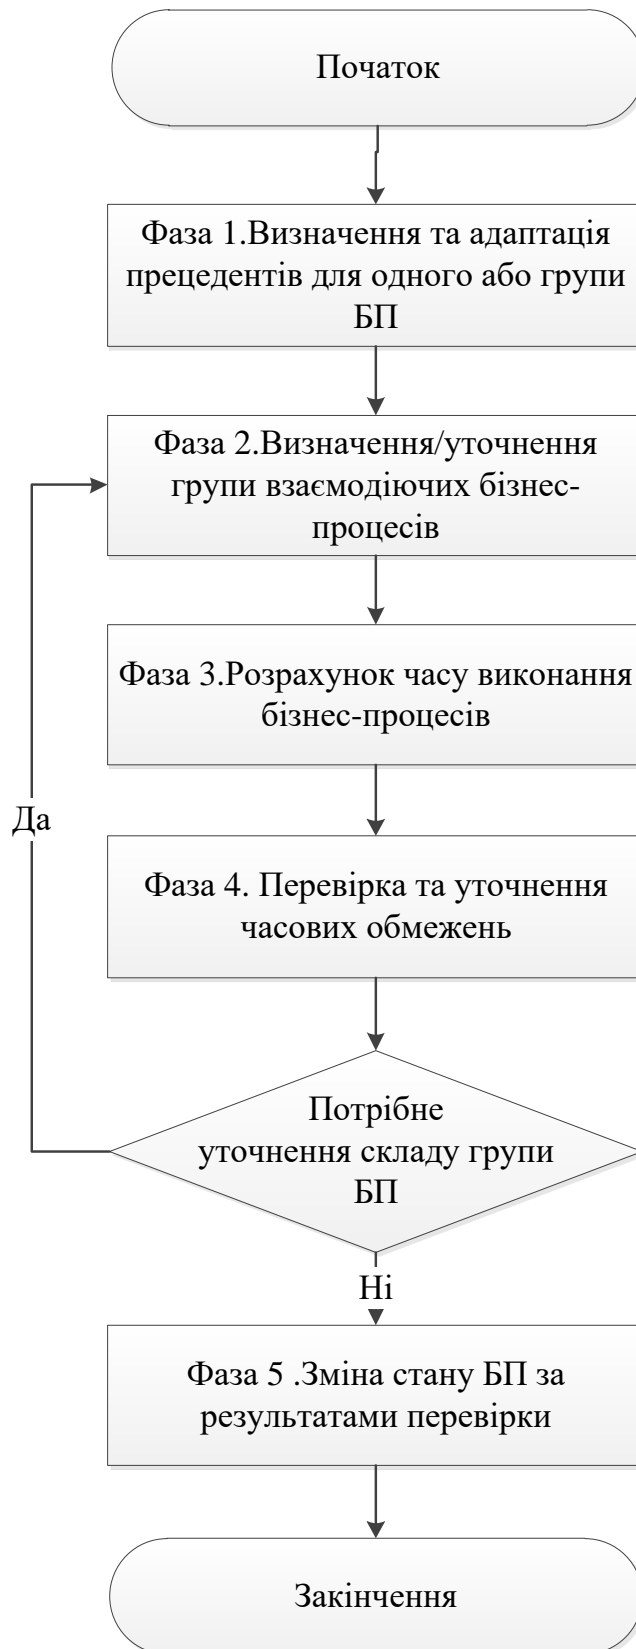 Початок
Фаза 1.Визначення та адаптація
прецедентів для одного або групи
БП
Фаза 2.Визначення/уточнення
групи взаємодіючих бізнес-
процесів
Фаза 3.Розрахунок часу виконання
бізнес-процесів
Да
Фаза 4. Перевірка та уточнення
часових обмежень
Потрібне
уточнення складу групи
БП
Ні
Фаза 5 .Зміна стану БП за
результатами перевірки
Закінчення